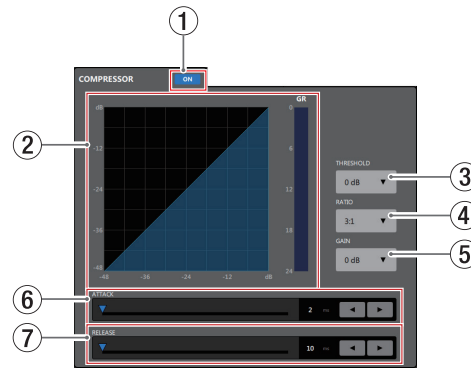 1
COMPRESSOR ON
GR
dB 0
2
-12 6
-24 12
-36 18
-48 24
-48 -36 -24 -12 dB
THRESHOLD
0 dB ▼
3
RATIO
3:1 ▼
4
GAIN
0 dB ▼
5
6
ATTACK
2 ms ◄ ►
7
RELEASE
10 ms ◄ ►